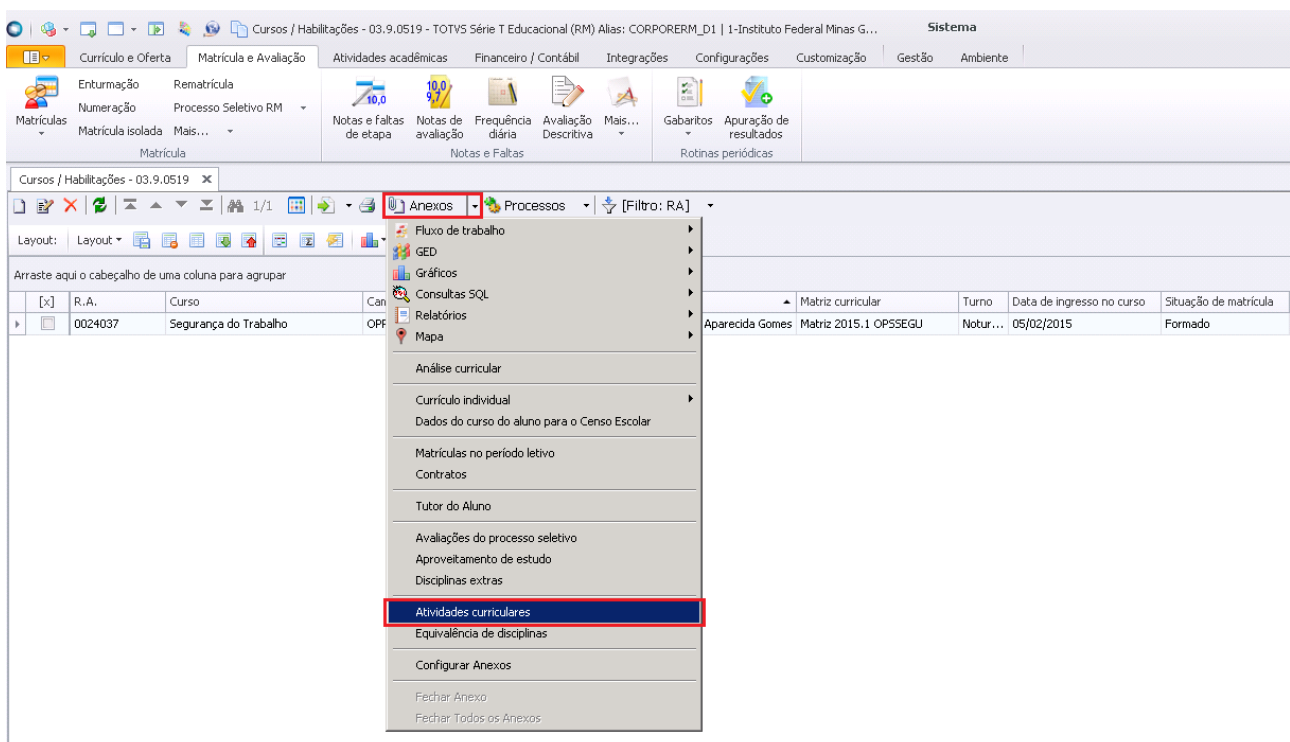 Cursos / Habilitações - 03.9.0519 - TOTVS Série T Educacional (RM) Alias: CORPORERM_D1 | 1-Instituto Federal Minas G... Sistema
Currículo e Oferta Matrícula e Avaliação Atividades acadêmicas Financeiro / Contábil Integrações Configurações Customização Gestão Ambiente
Enturmação Rematrícula
Numeração Processo Seletivo RM
Matrícula isolada Mais...
Matrículas
Notas e faltas de etapa
Notas de avaliação
Frequência diária
Avaliação Descritiva
Mais...
Gabaritos
Apuração de resultados
Matrícula Notas e Faltas Rotinas periódicas
Cursos / Habilitações - 03.9.0519
1/1 Anexos Processos [Filtro: RA]
Layout: Layout
Arraste aqui o cabeçalho de uma coluna para agrupar
[x] R.A. Curso Matriz curricular Turno Data de ingresso no curso Situação de matrícula
0024037 Segurança do Trabalho Aparecida Gomes Matriz 2015.1 OPSSEGU Notur... 05/02/2015 Formado
Fluxo de trabalho
GED
Gráficos
Consultas SQL
Relatórios
Mapa
Análise curricular
Currículo individual
Dados do curso do aluno para o Censo Escolar
Matrículas no período letivo
Contratos
Tutor do Aluno
Avaliações do processo seletivo
Aproveitamento de estudo
Disciplinas extras
Atividades curriculares
Equivalência de disciplinas
Configurar Anexos
Fechar Anexo
Fechar Todos os Anexos